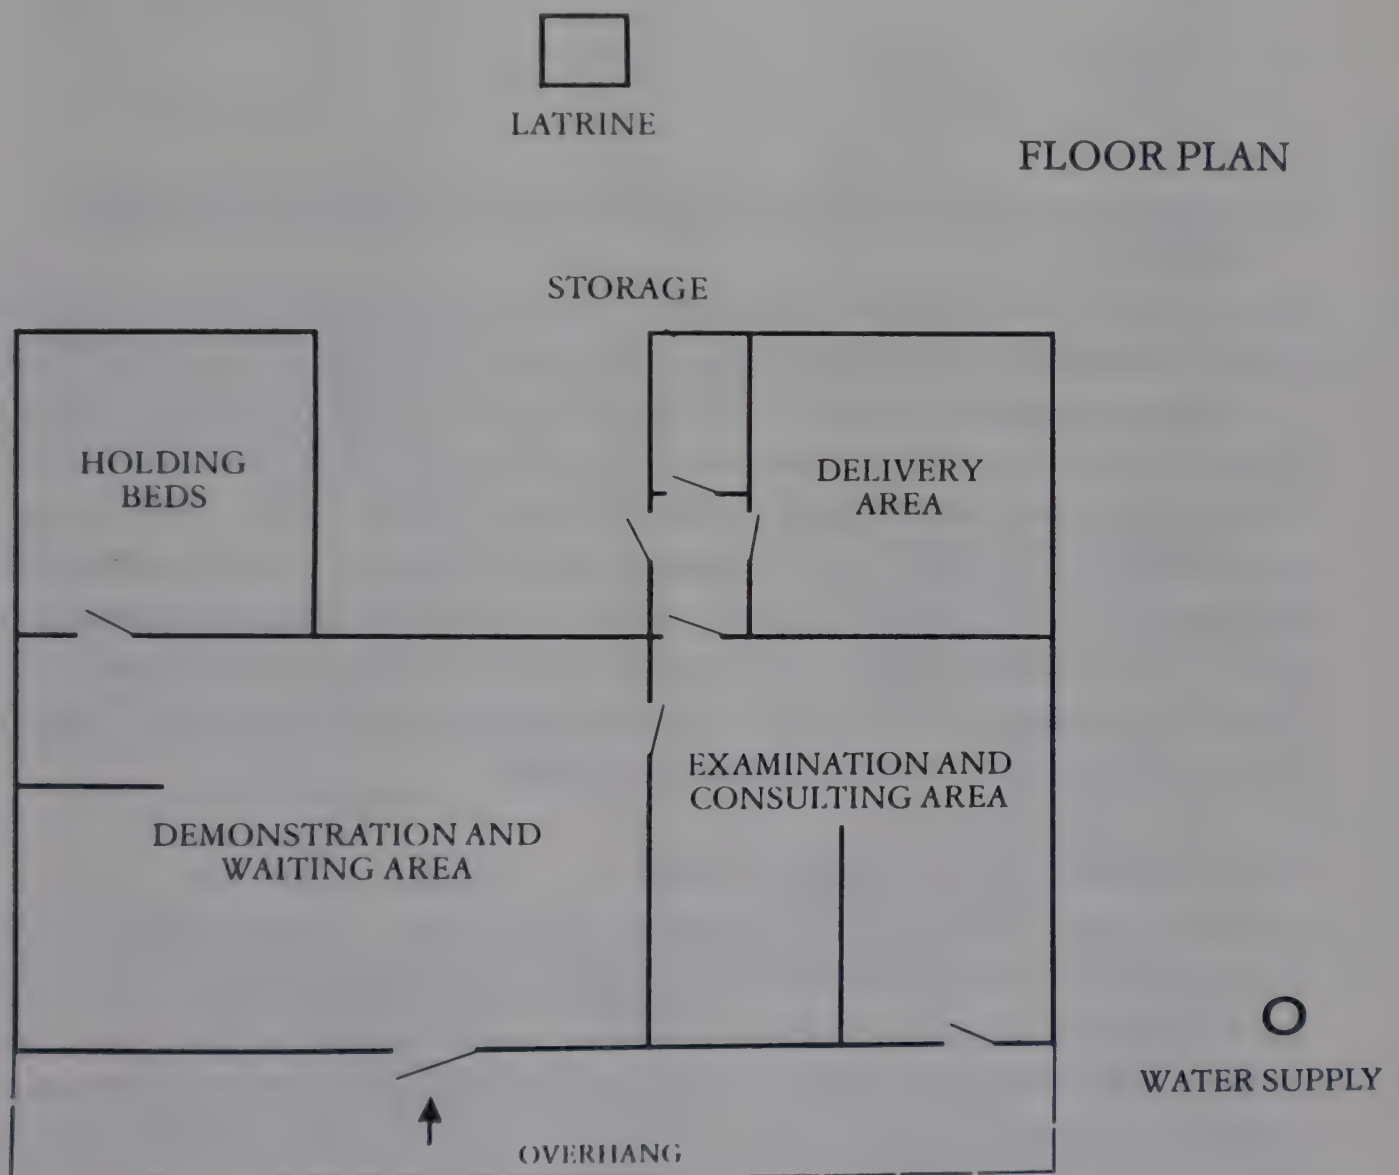 LATRINE
FLOOR PLAN
STORAGE
HOLDING
BEDS
DELIVERY
AREA
EXAMINATION AND
CONSULTING AREA
DEMONSTRATION AND
WAITING AREA
WATER SUPPLY
OVERHANG